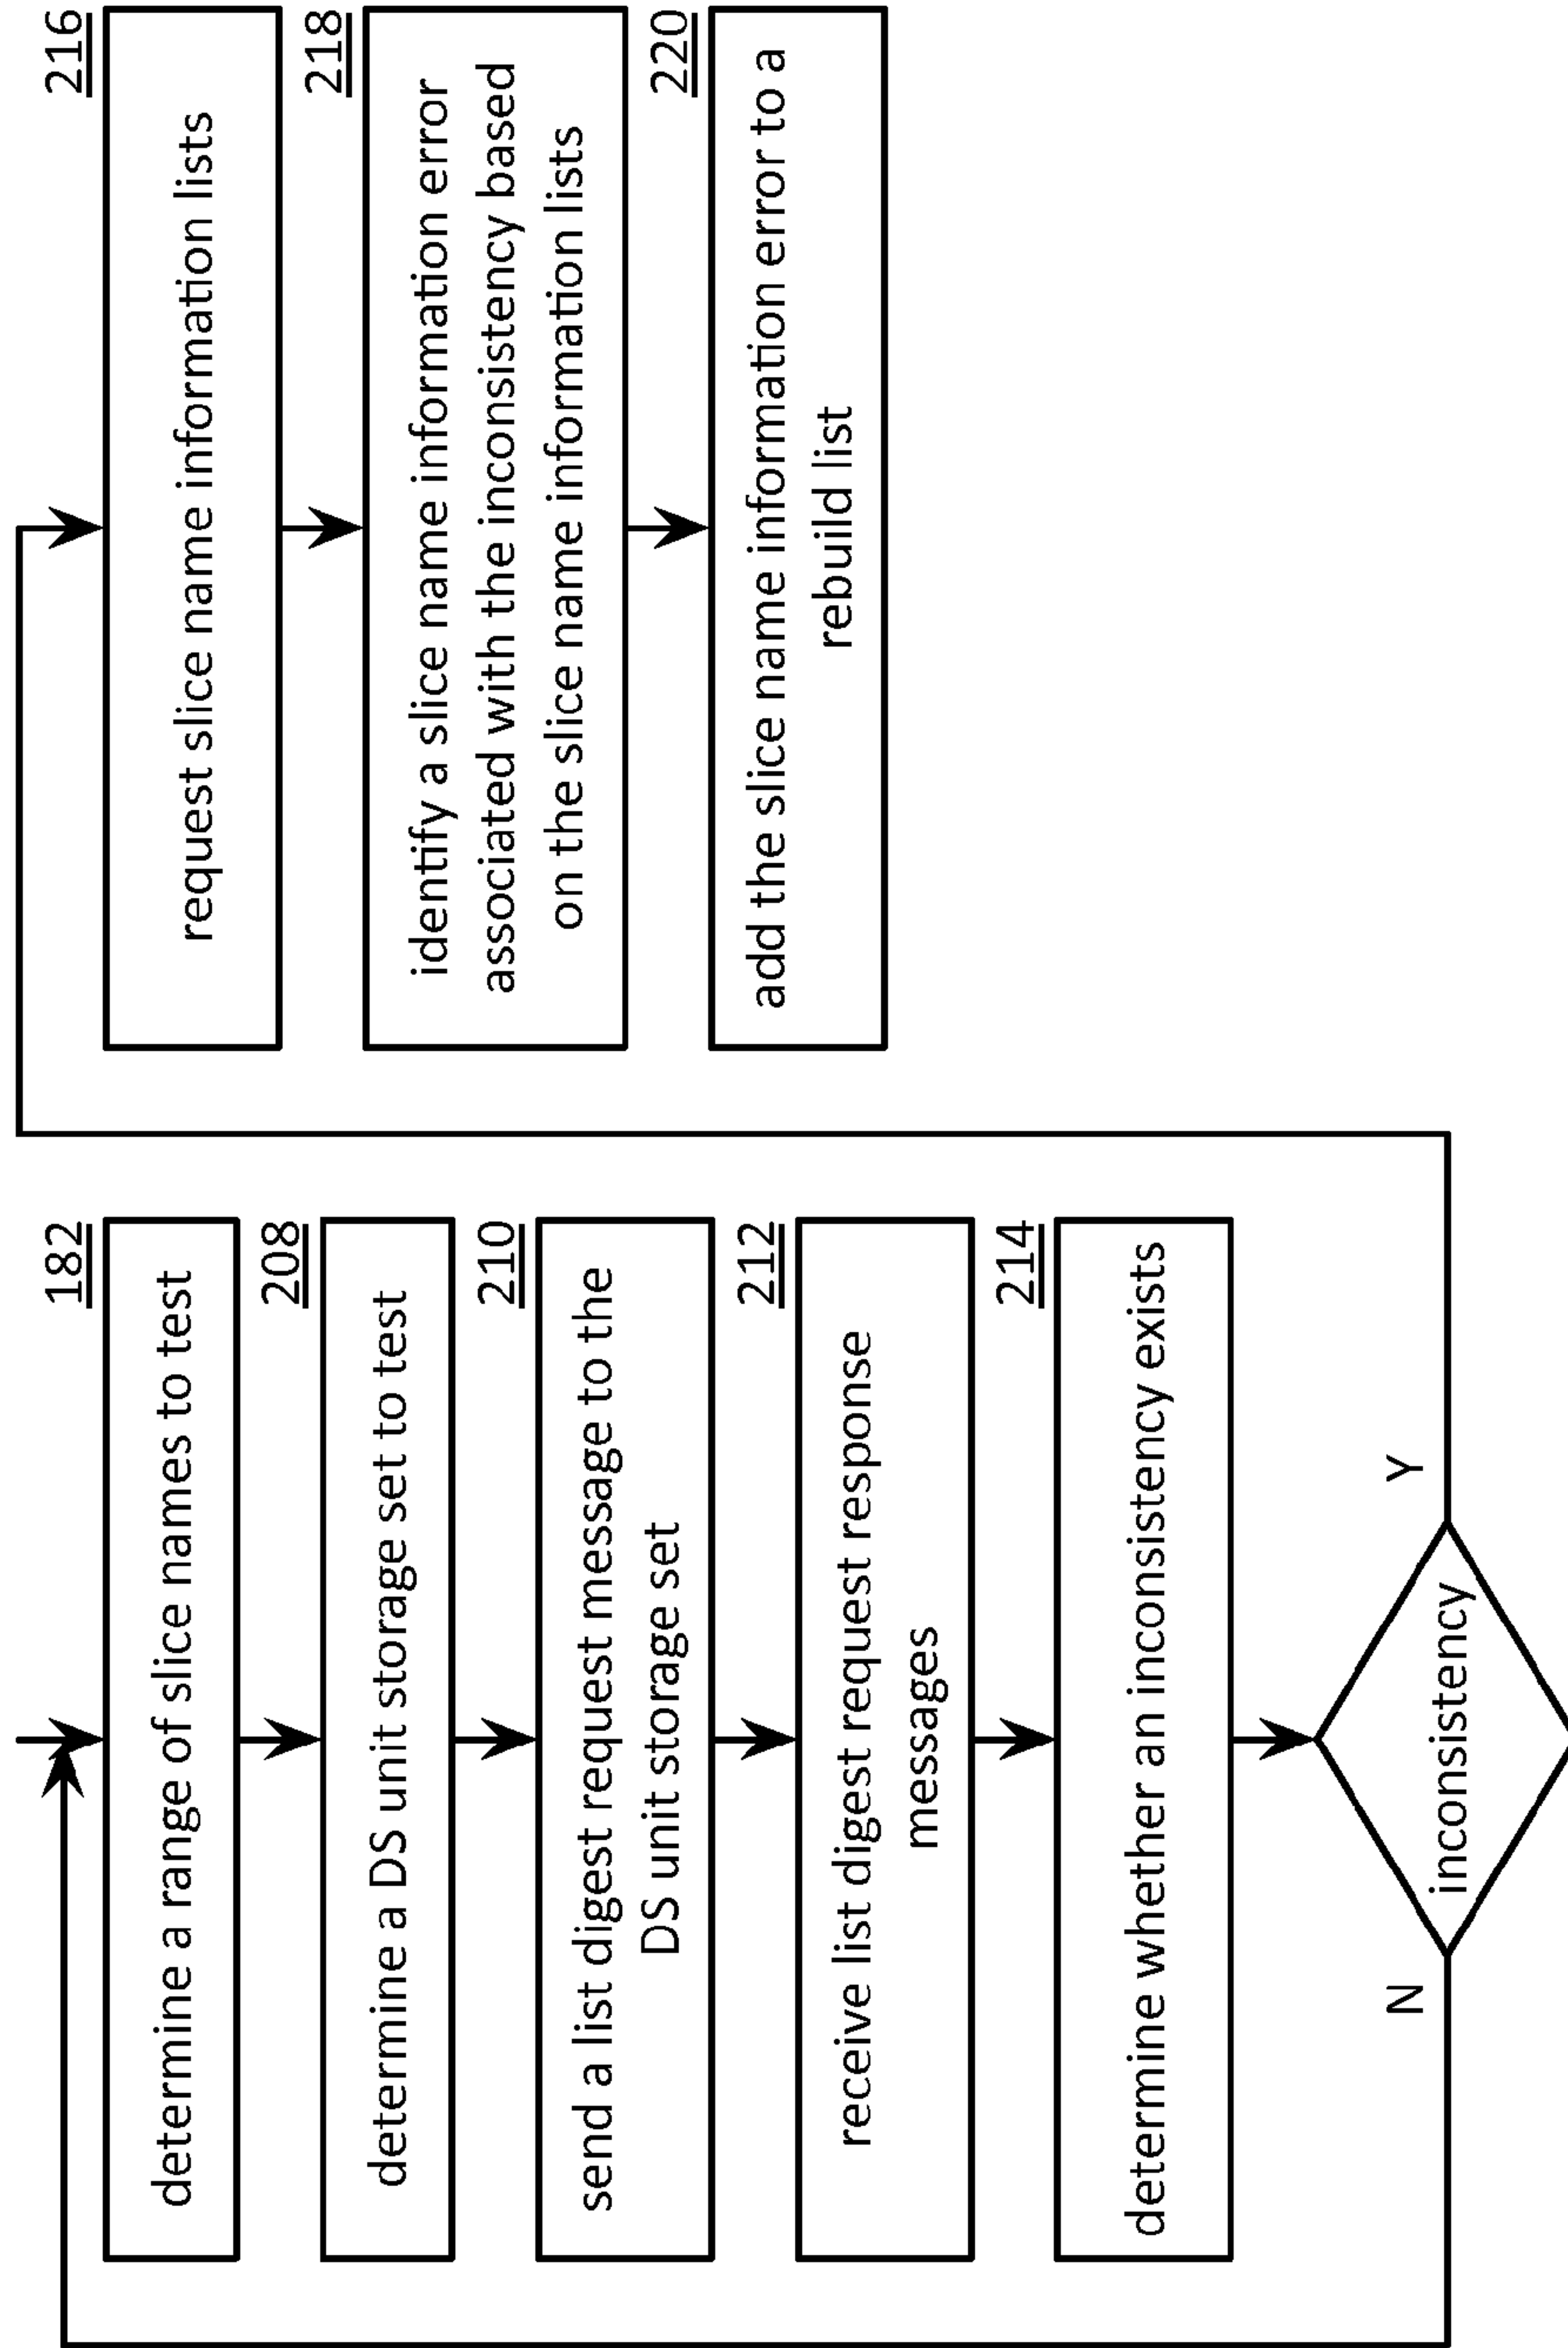 182
determine a range of slice names to test
208
determine a DS unit storage set to test
210
send a list digest request message to the
DS unit storage set
212
receive list digest request response
messages
214
determine whether an inconsistency exists
inconsistency
N
Y
216
request slice name information lists
218
identify a slice name information error
associated with the inconsistency based
on the slice name information lists
220
add the slice name information error to a
rebuild list